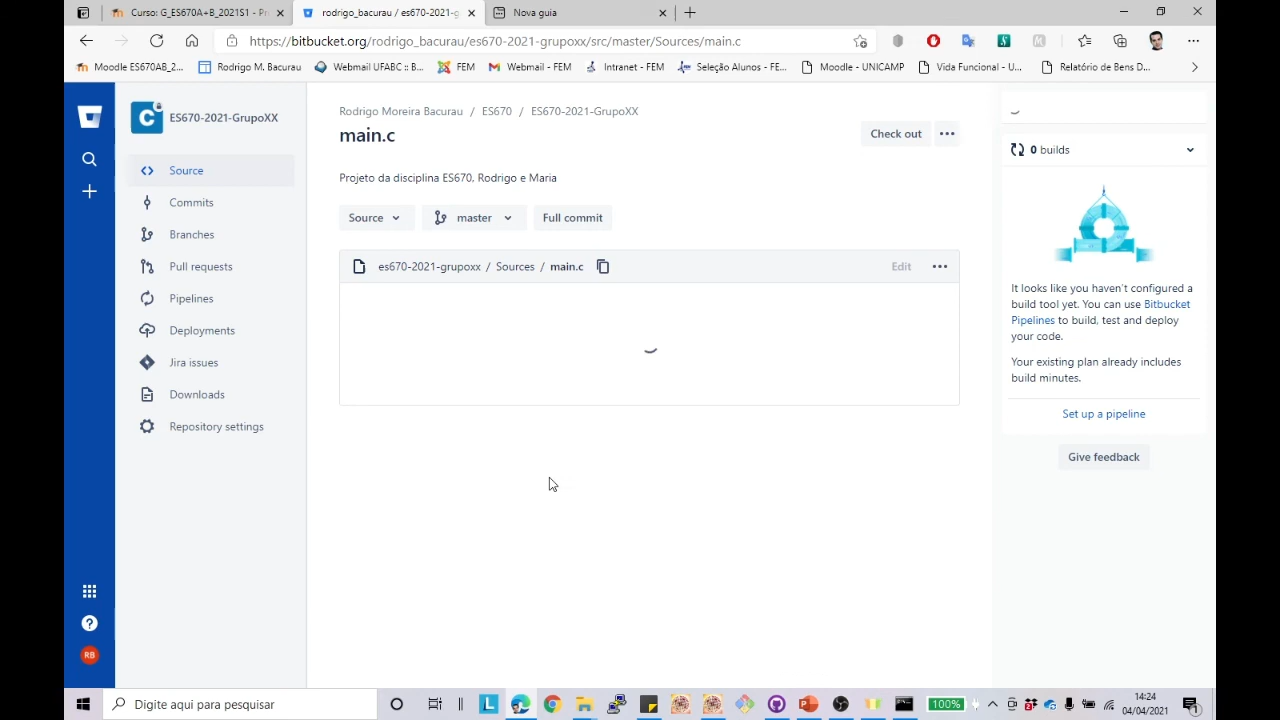 Curso: G_ES670A+B_2021S1 - Pr
rodrigo_bacurau / es670-2021-g
Nova guia
https://bitbucket.org/rodrigo_bacurau/es670-2021-grupoxx/src/master/Sources/main.c
Moodle ES670AB_2...
Rodrigo M. Bacurau
Webmail UFABC :: B...
FEM
Webmail - FEM
Intranet - FEM
Seleção Alunos - FE...
Moodle - UNICAMP
Vida Funcional - U...
Relatório de Bens D...
C
ES670-2021-GrupoXX
Source
Commits
Branches
Pull requests
Pipelines
Deployments
Jira issues
Downloads
Repository settings
RB
Rodrigo Moreira Bacurau / ES670 / ES670-2021-GrupoXX
main.c
Check out
Projeto da disciplina ES670, Rodrigo e Maria
Source
master
Full commit
es670-2021-grupoxx / Sources / main.c
Edit
0 builds
It looks like you haven't configured a
build tool yet. You can use Bitbucket
Pipelines to build, test and deploy
your code.
Your existing plan already includes
build minutes.
Set up a pipeline
Give feedback
Digite aqui para pesquisar
L
100%
14:24
04/04/2021